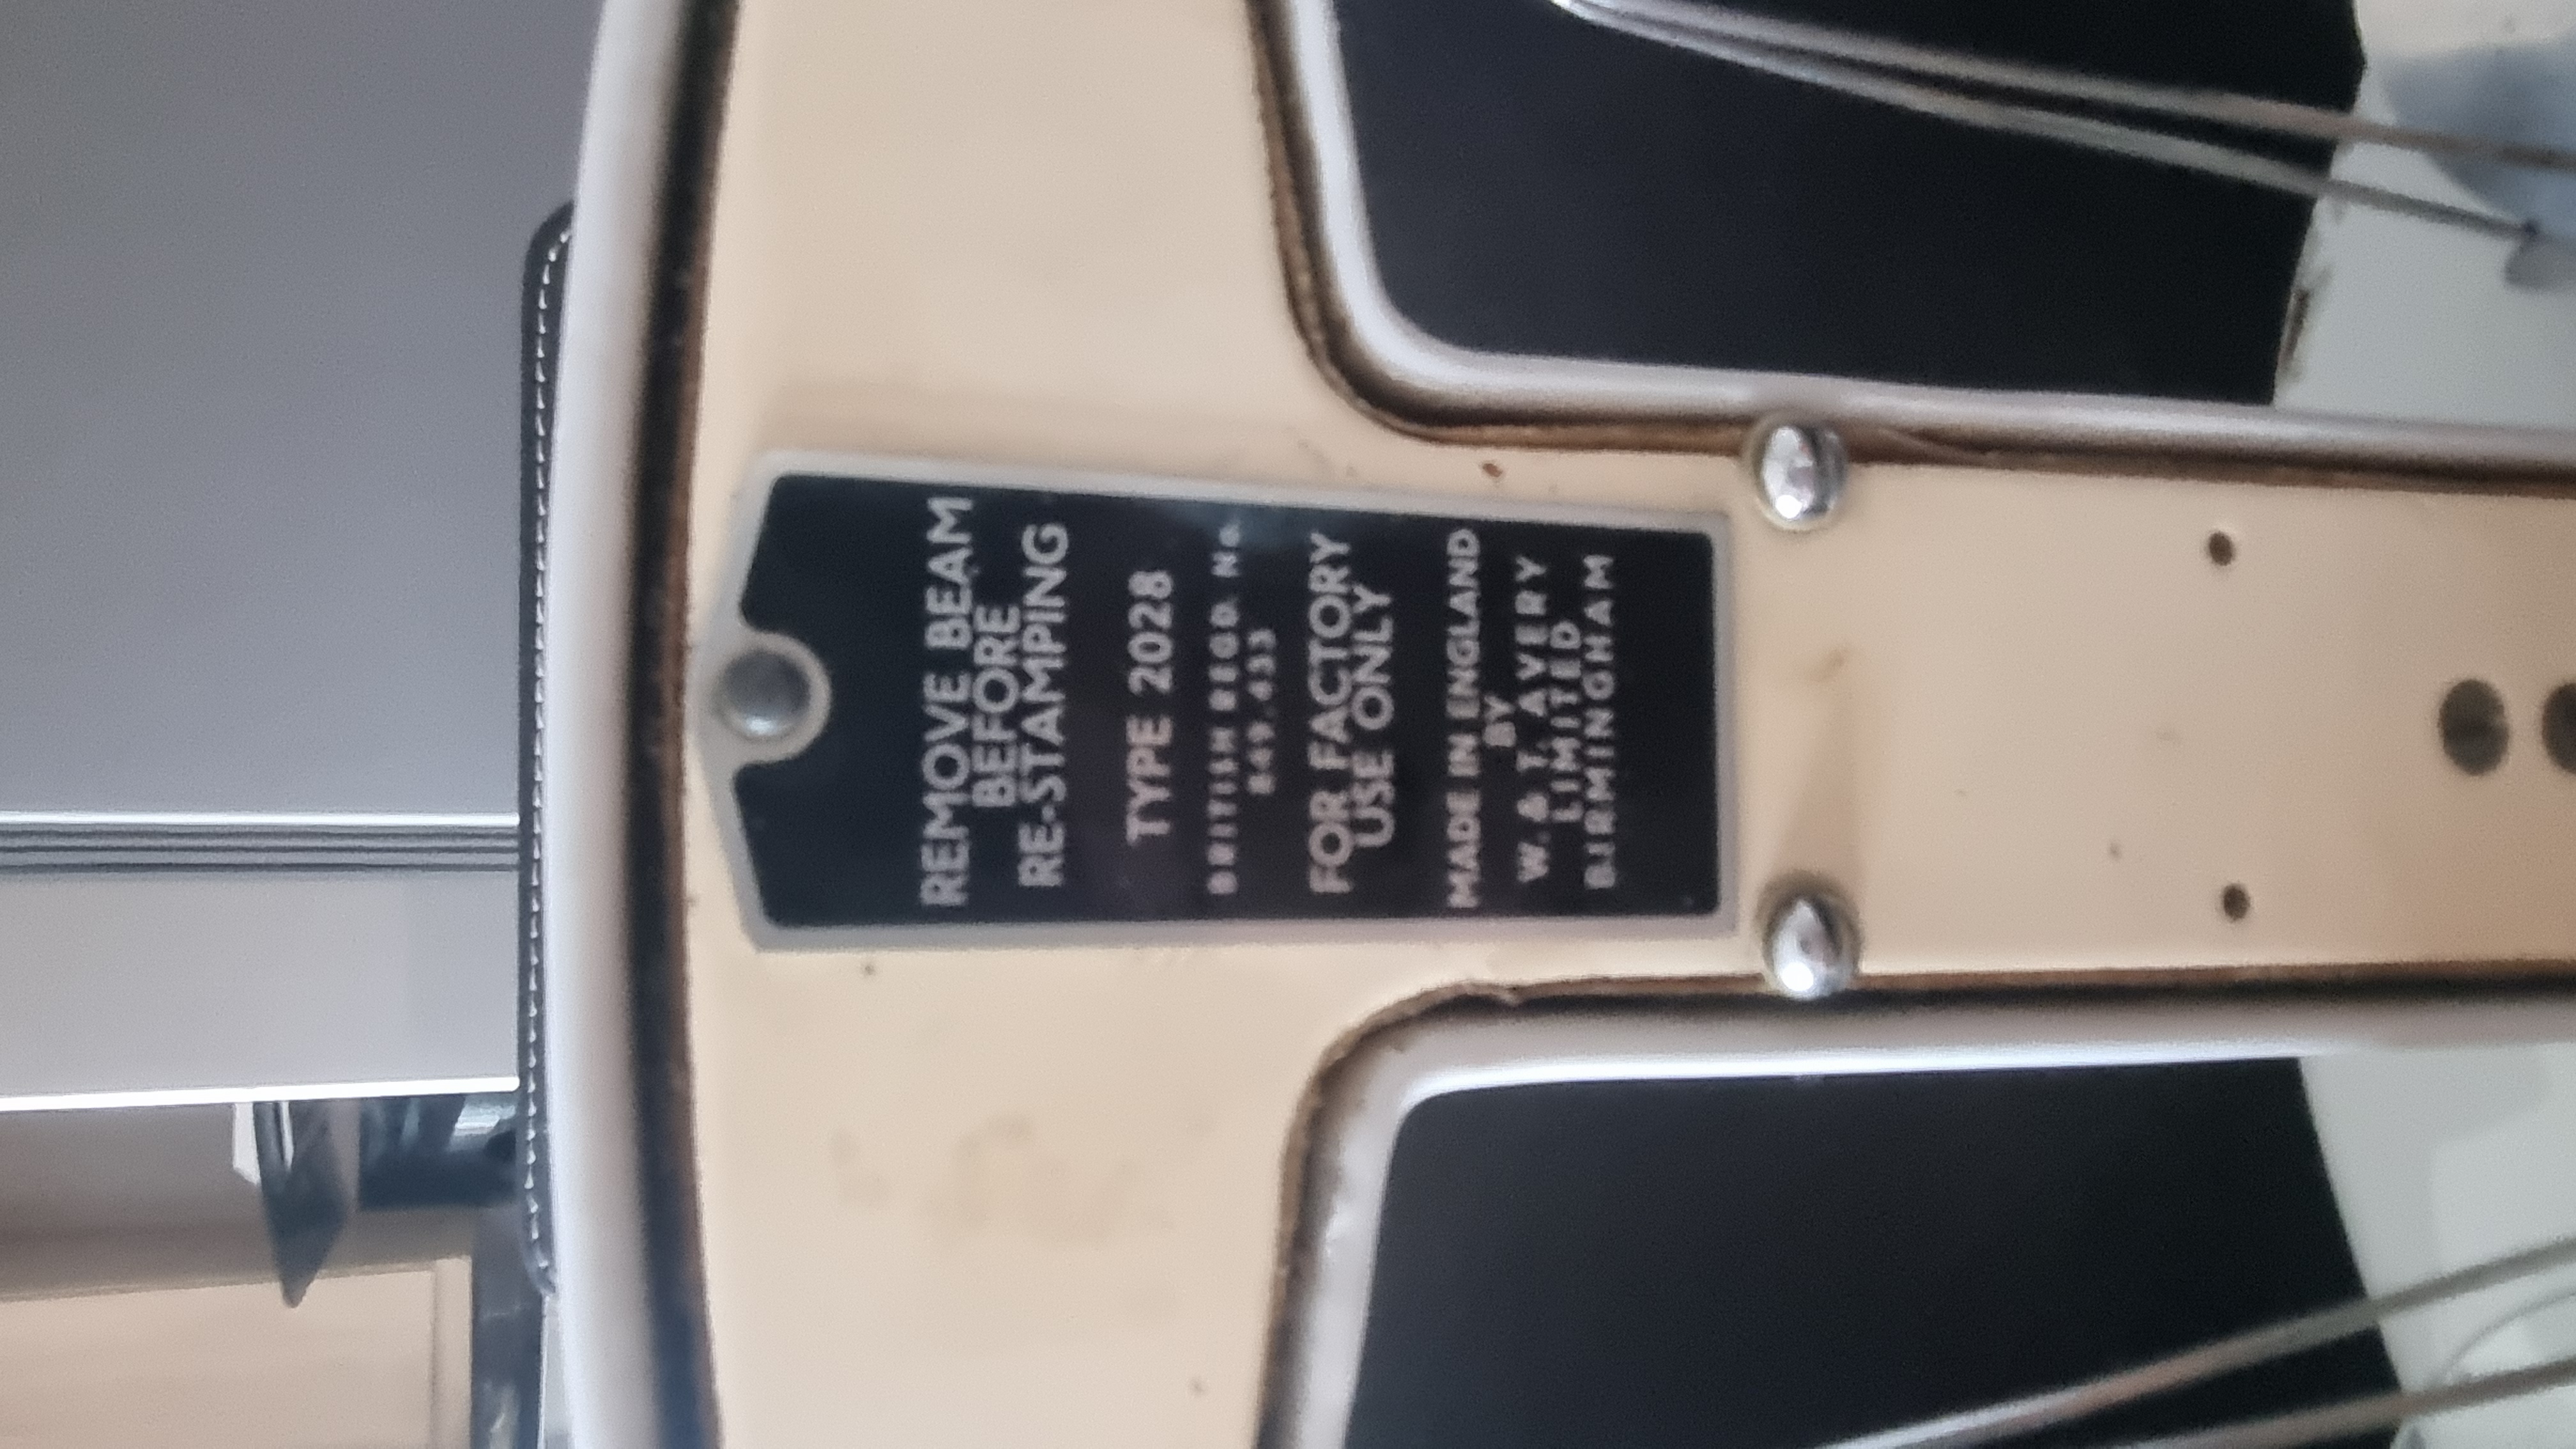 REMOVE BEAM
BEFORE
RE-STAMPING
TYPE 2028
BRITISH REGD. No.
849,433
FOR FACTORY
USE ONLY
MADE IN ENGLAND
BY
W. & T. AVERY
LIMITED
BIRMINGHAM